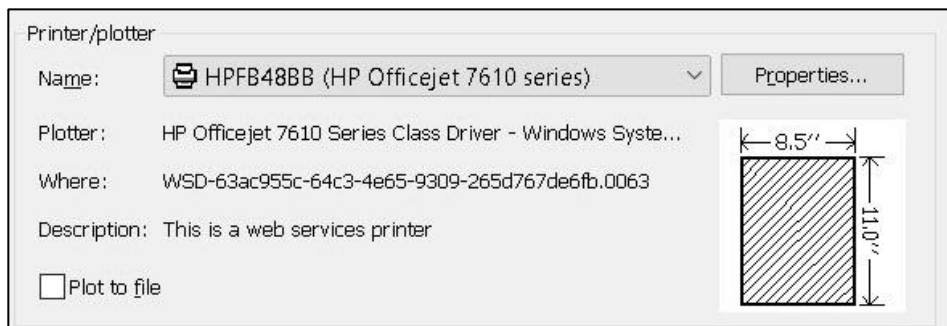 Printer/plotter
Name: HPFB48BB (HP Officejet 7610 series) Properties...
Plotter: HP Officejet 7610 Series Class Driver - Windows Syste...
Where: WSD-63ac955c-64c3-4e65-9309-265d767de6fb.0063
Description: This is a web services printer
Plot to file
8.5′′
11.0′′